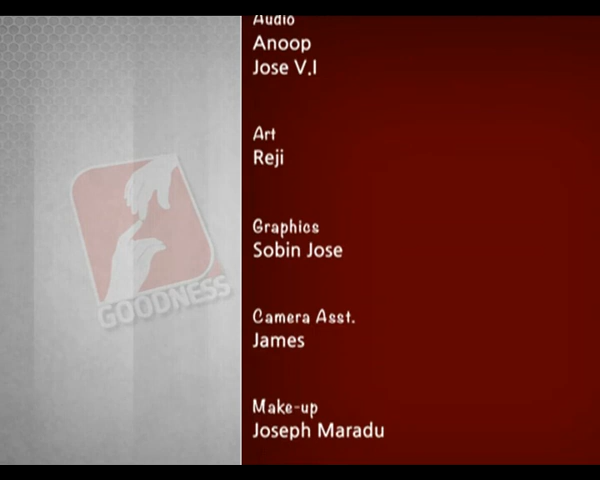 Audio
Anoop
Jose V.I
Art
Reji
Graphics
Sobin Jose
Camera Asst.
James
Make-up
Joseph Maradu
GOODNESS